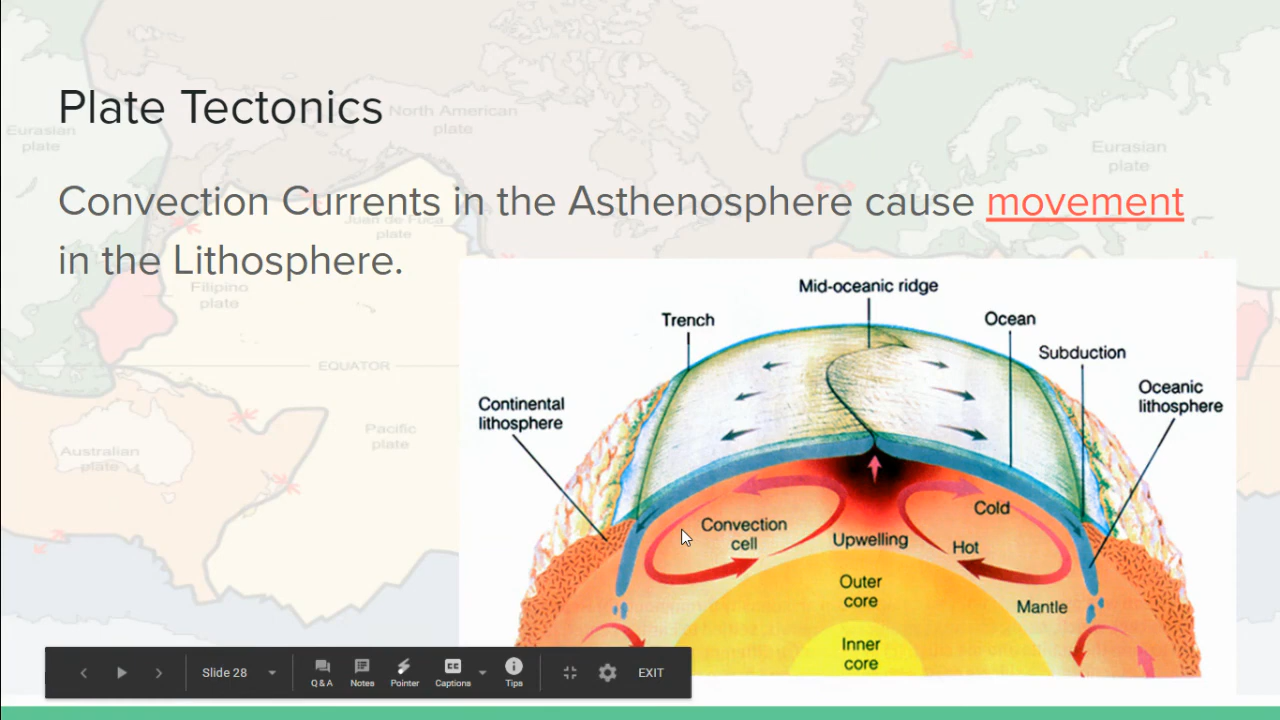 Plate Tectonics
North American
plate
Eurasian
plate
Eurasian
plate
Convection Currents in the Asthenosphere cause movement
Juan de Fuca
plate
in the Lithosphere.
Filipino
plate
EQUATOR
Pacific
plate
Australian
plate
Mid-oceanic ridge
Trench
Ocean
Subduction
Oceanic
lithosphere
Continental
lithosphere
Cold
Convection
cell
Upwelling
Hot
Outer
core
Mantle
Inner
core
Slide 28
Q & A
Notes
Pointer
CC
Captions
Tips
EXIT